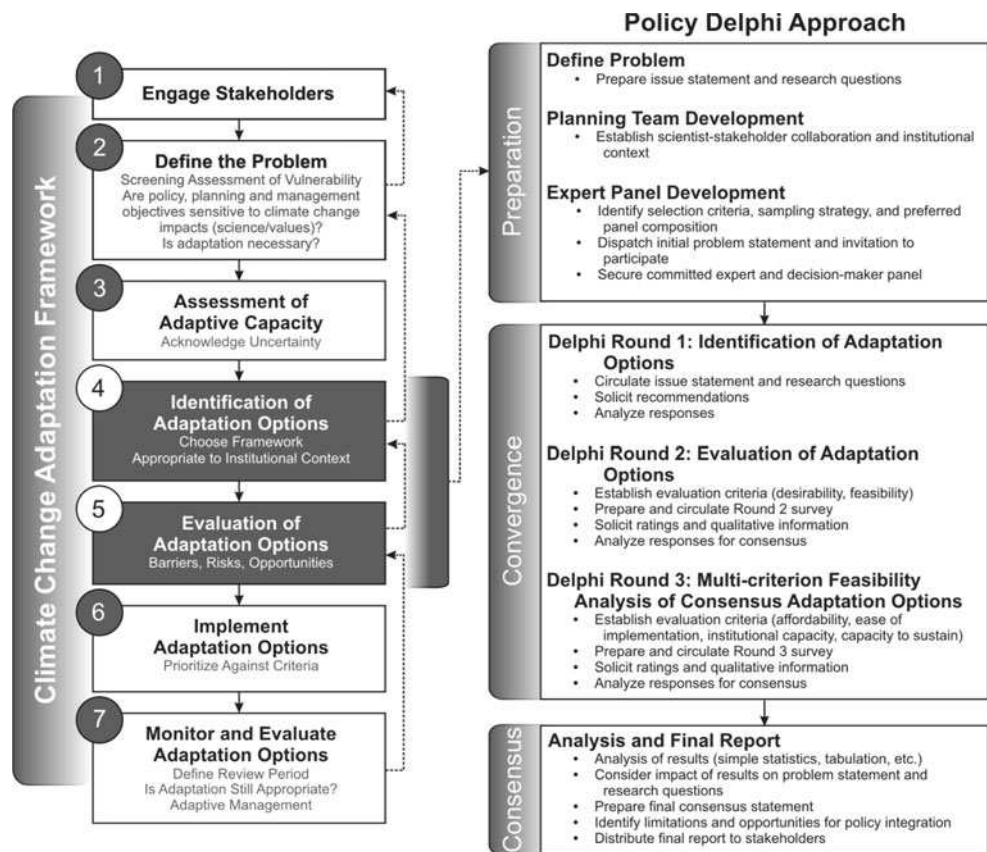 Climate Change Adaptation Framework
1
Engage Stakeholders
2
Define the Problem
Screening Assessment of Vulnerability
Are policy, planning and management
objectives sensitive to climate change
impacts (science/values)?
Is adaptation necessary?
3
Assessment of
Adaptive Capacity
Acknowledge Uncertainty
4
Identification of
Adaptation Options
Choose Framework
Appropriate to Institutional Context
5
Evaluation of
Adaptation Options
Barriers, Risks, Opportunities
6
Implement
Adaptation Options
Prioritize Against Criteria
7
Monitor and Evaluate
Adaptation Options
Define Review Period
Is Adaptation Still Appropriate?
Adaptive Management
Policy Delphi Approach
Preparation
Define Problem
• Prepare issue statement and research questions
Planning Team Development
• Establish scientist-stakeholder collaboration and institutional
context
Expert Panel Development
• Identify selection criteria, sampling strategy, and preferred
panel composition
• Dispatch initial problem statement and invitation to
participate
• Secure committed expert and decision-maker panel
Convergence
Delphi Round 1: Identification of Adaptation
Options
• Circulate issue statement and research questions
• Solicit recommendations
• Analyze responses
Delphi Round 2: Evaluation of Adaptation
Options
• Establish evaluation criteria (desirability, feasibility)
• Prepare and circulate Round 2 survey
• Solicit ratings and qualitative information
• Analyze responses for consensus
Delphi Round 3: Multi-criterion Feasibility
Analysis of Consensus Adaptation Options
• Establish evaluation criteria (affordability, ease of
implementation, institutional capacity, capacity to sustain)
• Prepare and circulate Round 3 survey
• Solicit ratings and qualitative information
• Analyze responses for consensus
Consensus
Analysis and Final Report
• Analysis of results (simple statistics, tabulation, etc.)
• Consider impact of results on problem statement and
research questions
• Prepare final consensus statement
• Identify limitations and opportunities for policy integration
• Distribute final report to stakeholders